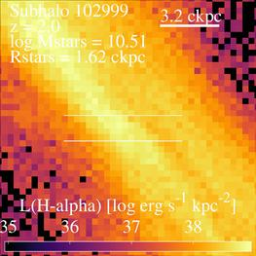 Subhalo 102999
3.2 ckpc
z = 2.0
log Mstars = 10.51
Rstars = 1.62 ckpc
L(H-alpha) [log erg s⁻¹ kpc⁻²]
35 36 37 38